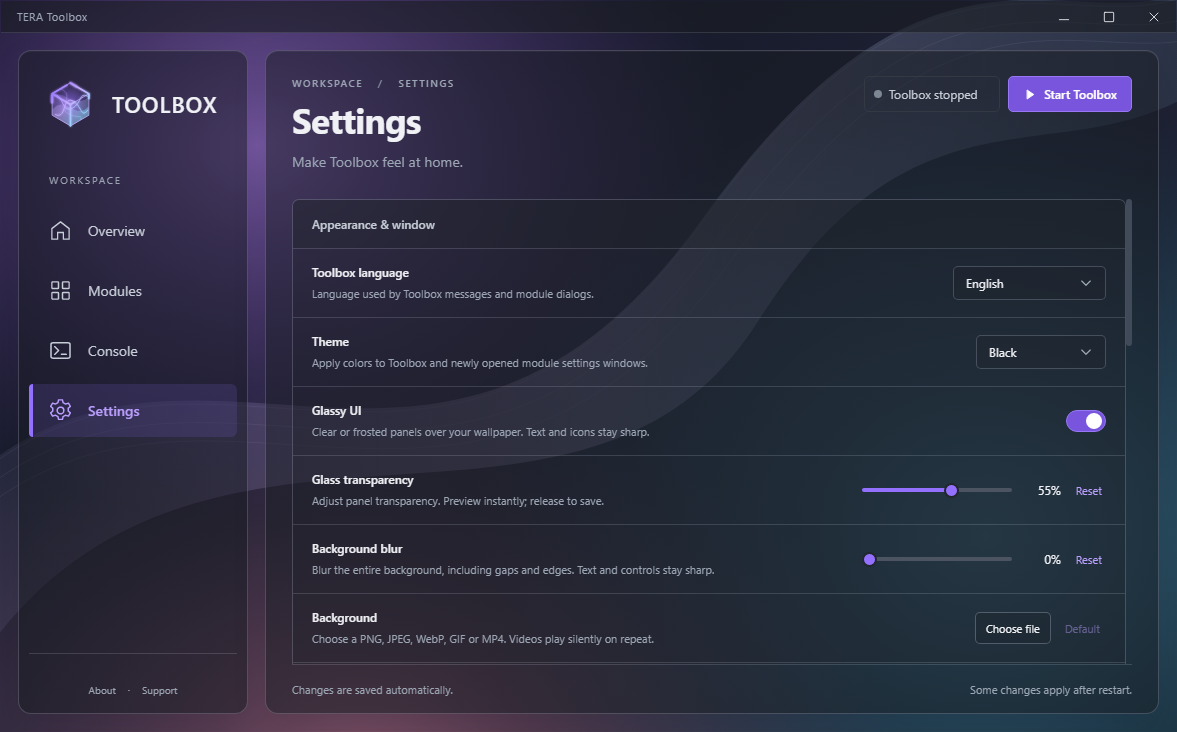 TERA Toolbox
TOOLBOX
WORKSPACE
Overview
Modules
Console
Settings
About · Support
WORKSPACE / SETTINGS
Settings
Make Toolbox feel at home.
Toolbox stopped
Start Toolbox
Appearance & window
Toolbox language
Language used by Toolbox messages and module dialogs.
English
Theme
Apply colors to Toolbox and newly opened module settings windows.
Black
Glassy UI
Clear or frosted panels over your wallpaper. Text and icons stay sharp.
Glass transparency
Adjust panel transparency. Preview instantly; release to save.
55% Reset
Background blur
Blur the entire background, including gaps and edges. Text and controls stay sharp.
0% Reset
Background
Choose a PNG, JPEG, WebP, GIF or MP4. Videos play silently on repeat.
Choose file Default
Changes are saved automatically.
Some changes apply after restart.